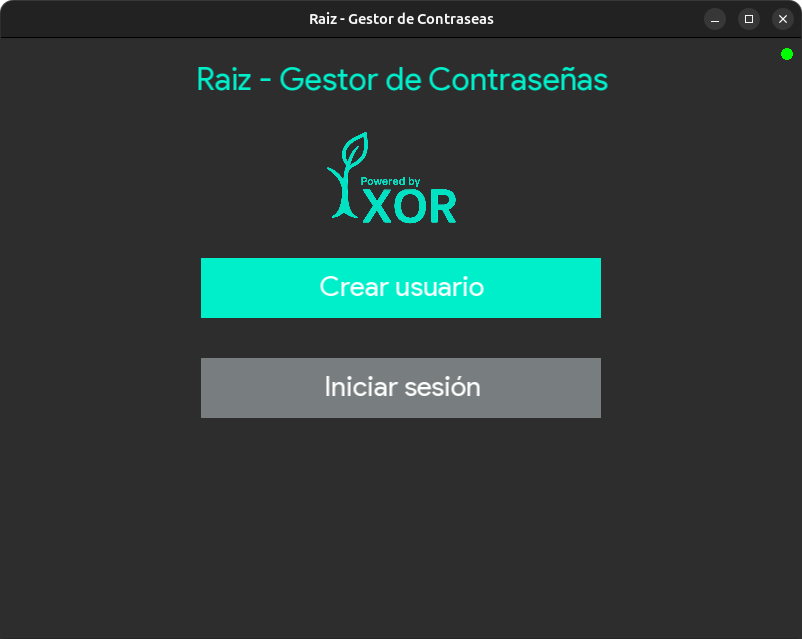 Raiz - Gestor de Contraseas
Raiz - Gestor de Contraseñas
Powered by
XOR
Crear usuario
Iniciar sesión